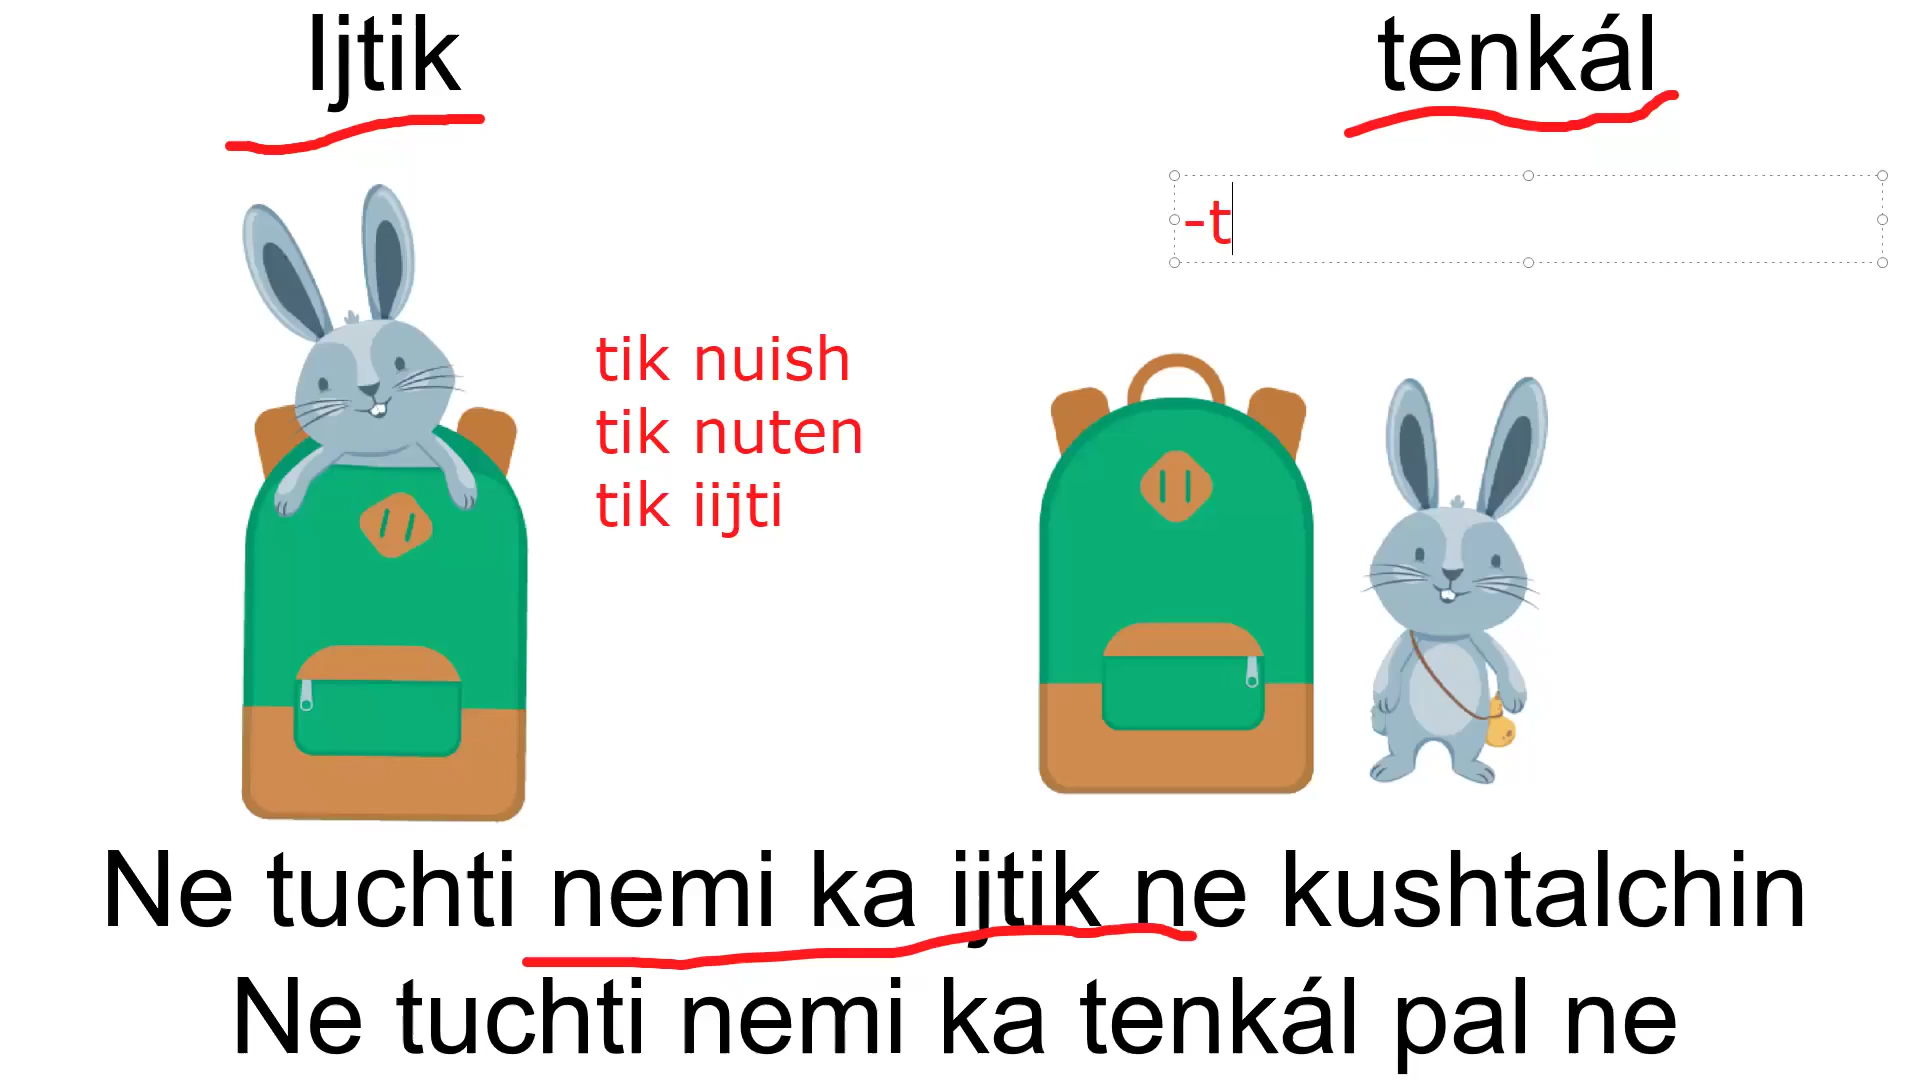 Ijtik
tenkál
-t
tik nuish
tik nuten
tik iijti
Ne tuchti nemi ka ijtik ne kushtalchin
Ne tuchti nemi ka tenkál pal ne